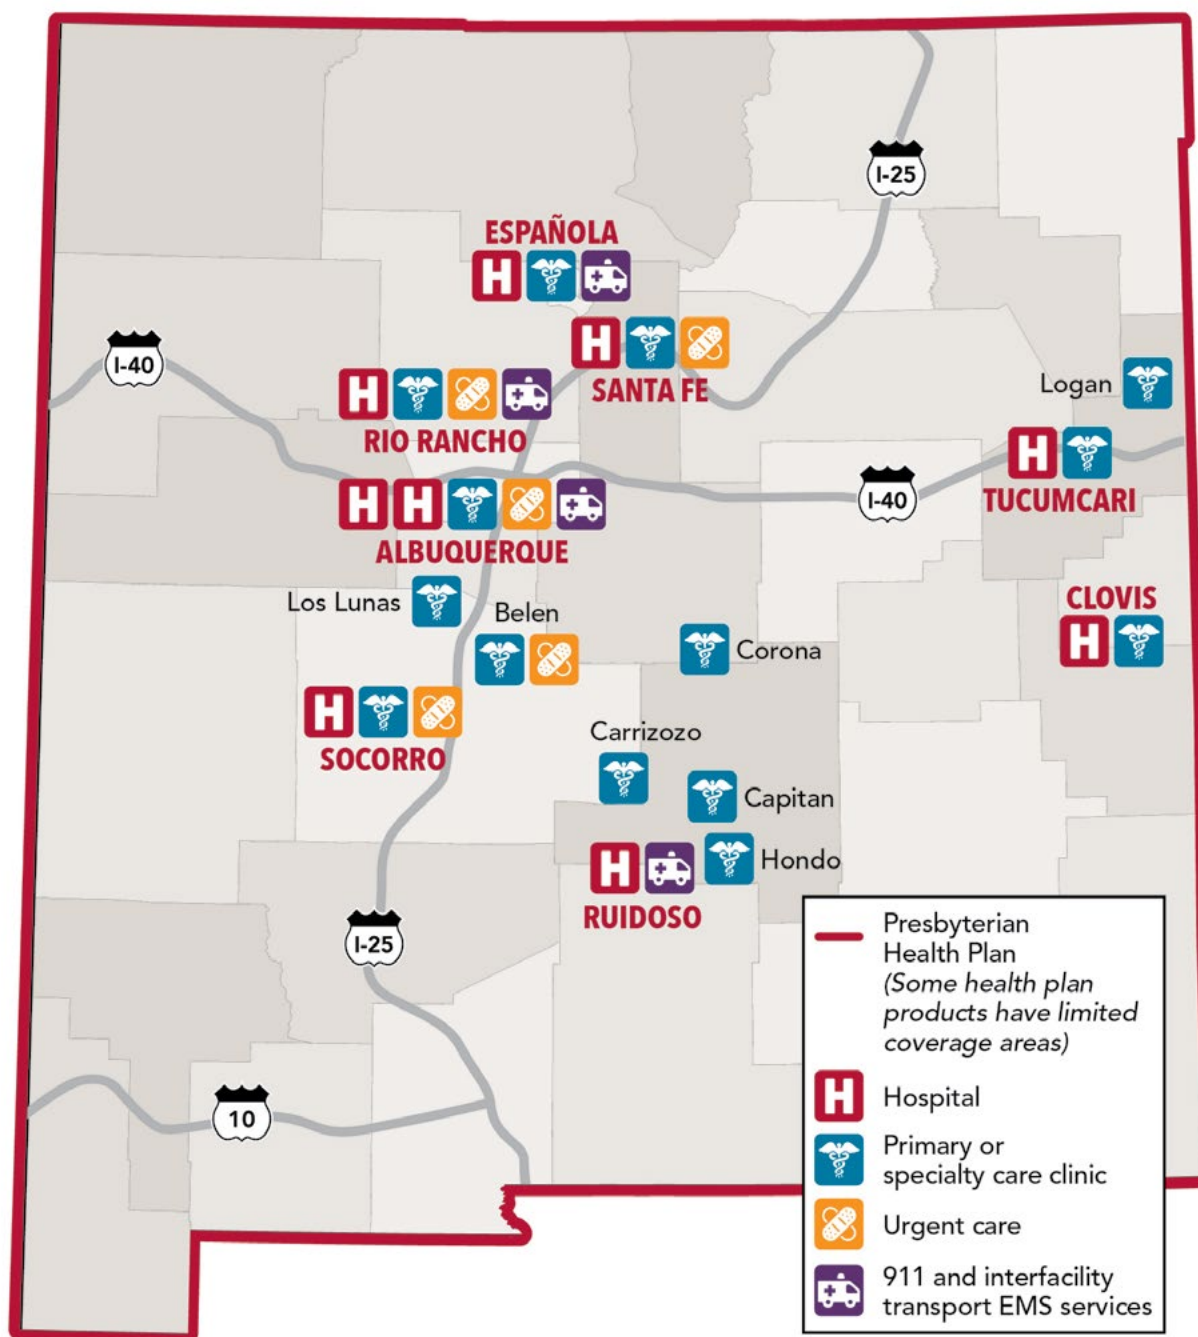 I-25
ESPAÑOLA
H
I-40
H
SANTA FE
Logan
H
RIO RANCHO
H
TUCUMCARI
I-40
H H
ALBUQUERQUE
Los Lunas
Belen
CLOVIS
H
Corona
H
SOCORRO
Carrizozo
Capitan
Hondo
H
RUIDOSO
I-25
10
Presbyterian
Health Plan
(Some health plan
products have limited
coverage areas)
H
Hospital
Primary or
specialty care clinic
Urgent care
911 and interfacility
transport EMS services